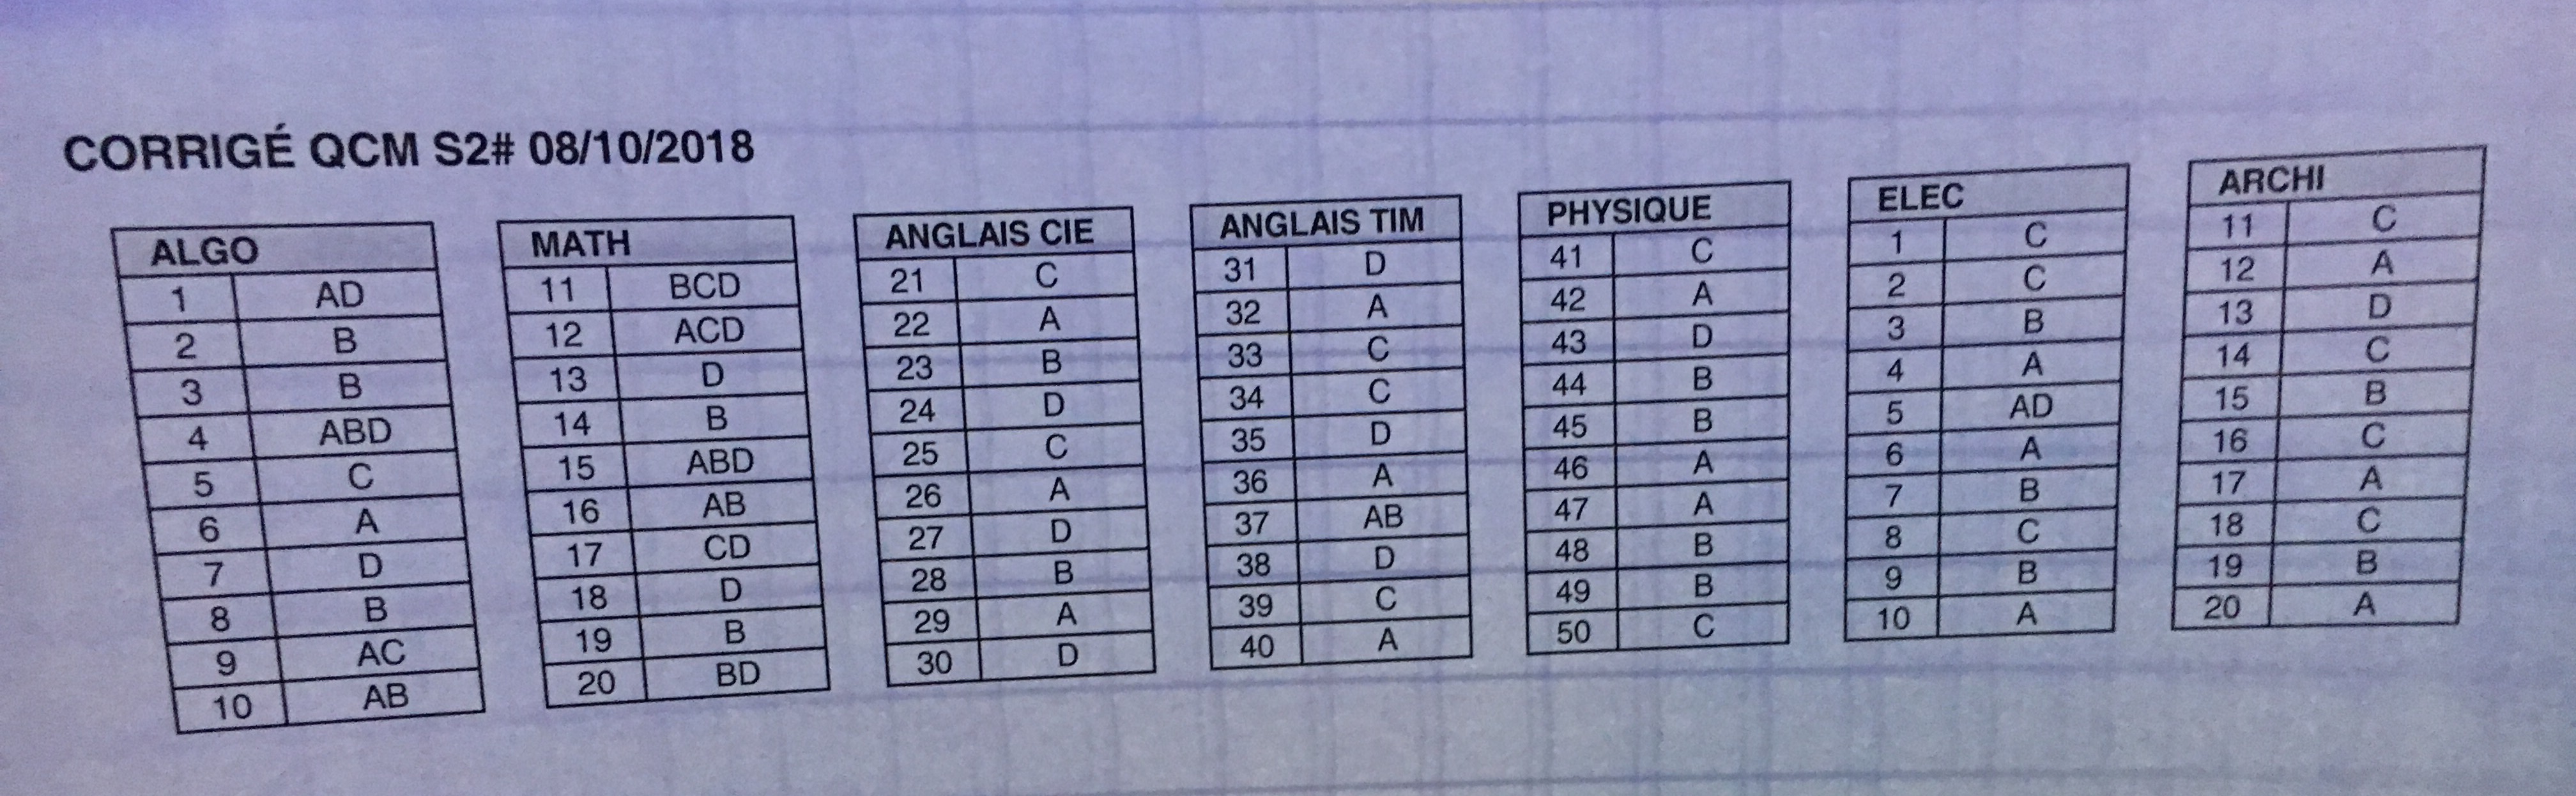 CORRIGÉ QCM S2# 08/10/2018
ALGO
1 AD
2 B
3 B
4 ABD
5 C
6 A
7 D
8 B
9 AC
10 AB
MATH
11 BCD
12 ACD
13 D
14 B
15 ABD
16 AB
17 CD
18 D
19 B
20 BD
ANGLAIS CIE
21 C
22 A
23 B
24 D
25 C
26 A
27 D
28 B
29 A
30 D
ANGLAIS TIM
31 D
32 A
33 C
34 C
35 D
36 A
37 AB
38 D
39 C
40 A
PHYSIQUE
41 C
42 A
43 D
44 B
45 B
46 A
47 A
48 B
49 B
50 C
ELEC
1 C
2 C
3 B
4 A
5 AD
6 A
7 B
8 C
9 B
10 A
ARCHI
11 C
12 A
13 D
14 C
15 B
16 C
17 A
18 C
19 B
20 A